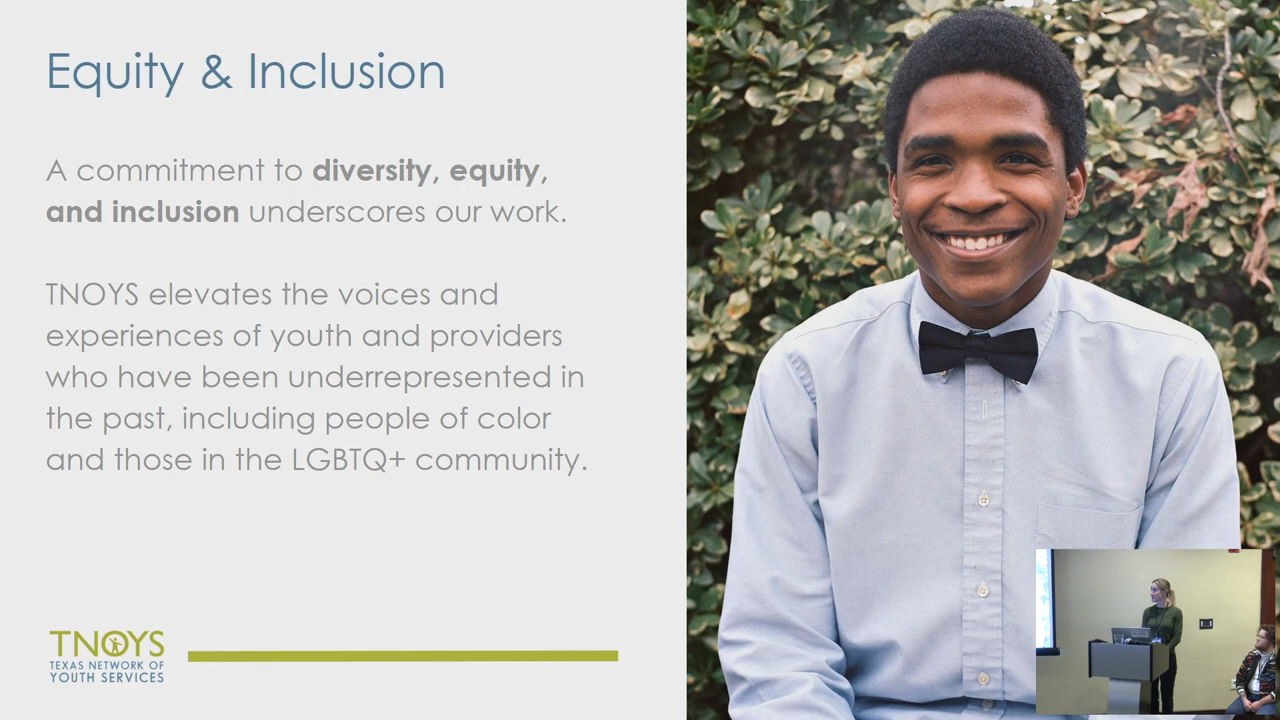 Equity & Inclusion
A commitment to diversity, equity,
and inclusion underscores our work.
TNOYS elevates the voices and
experiences of youth and providers
who have been underrepresented in
the past, including people of color
and those in the LGBTQ+ community.
TNOYS
TEXAS NETWORK OF
YOUTH SERVICES